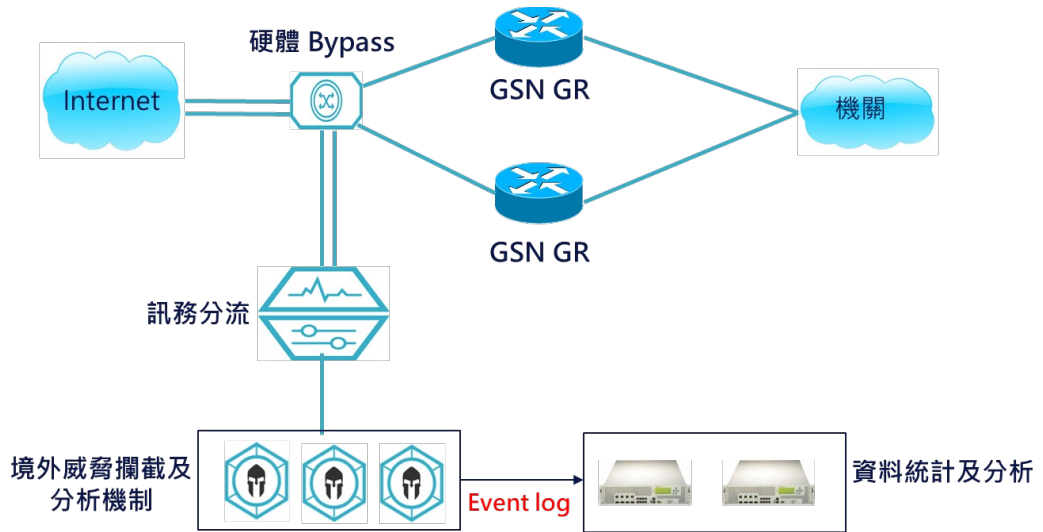 硬體 Bypass
Internet
GSN GR
機關
GSN GR
訊務分流
境外威脅攔截及
分析機制
Event log
資料統計及分析